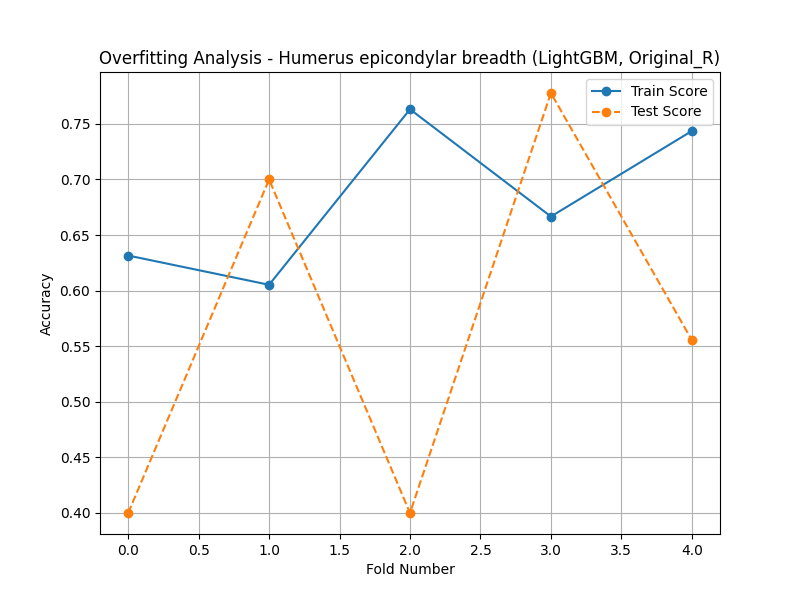 Overfitting Analysis - Humerus epicondylar breadth (LightGBM, Original_R)
Train Score
Test Score
Accuracy
0.75
0.70
0.65
0.60
0.55
0.50
0.45
0.40
0.0 0.5 1.0 1.5 2.0 2.5 3.0 3.5 4.0
Fold Number